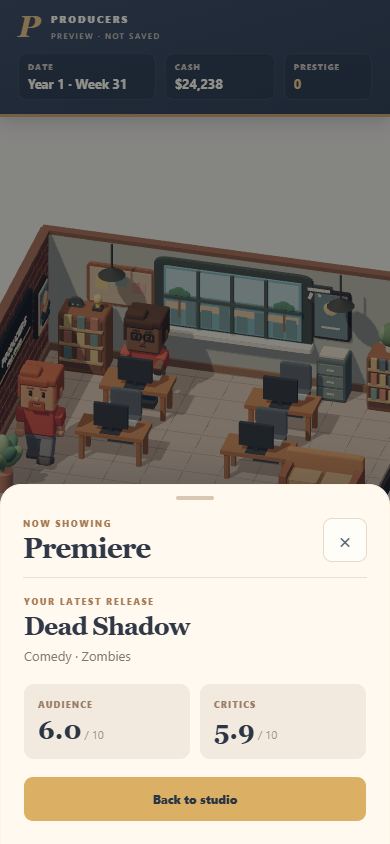 P PRODUCERS
PREVIEW · NOT SAVED
DATE
Year 1 · Week 31
CASH
$24,238
PRESTIGE
0
NOW SHOWING
Premiere
×
YOUR LATEST RELEASE
Dead Shadow
Comedy · Zombies
AUDIENCE
6.0 / 10
CRITICS
5.9 / 10
Back to studio